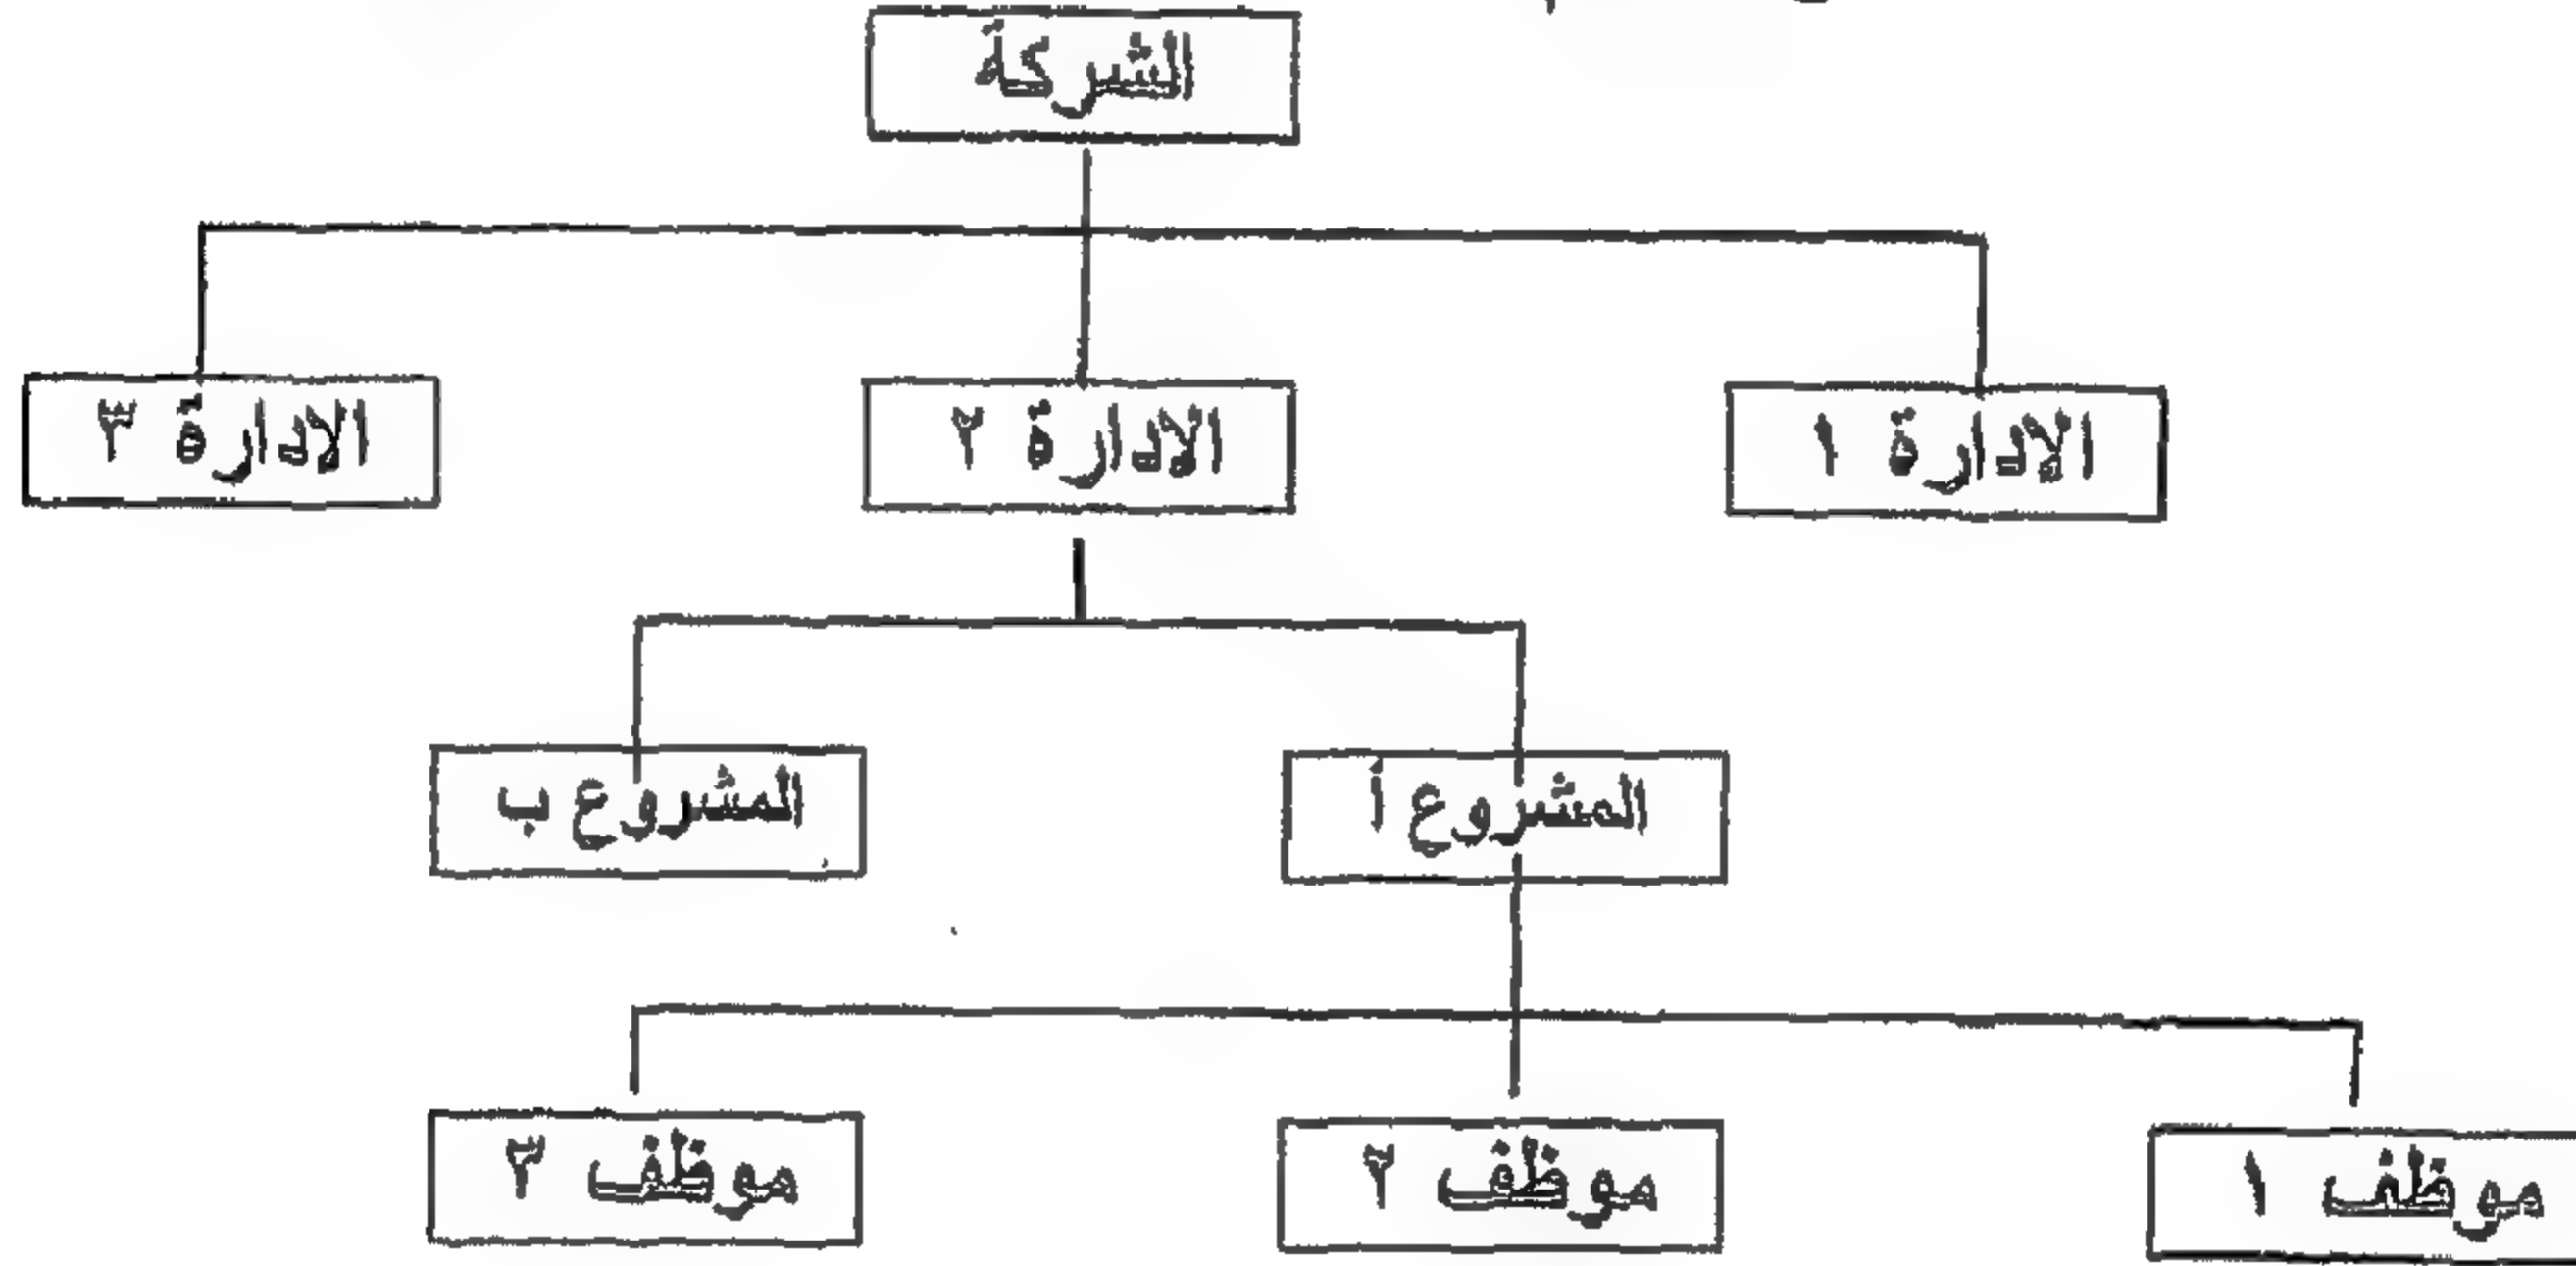 الشركة
الادارة ١
الادارة ٢
الادارة ٣
المشروع أ
المشروع ب
موظف ١
موظف ٢
موظف ٣